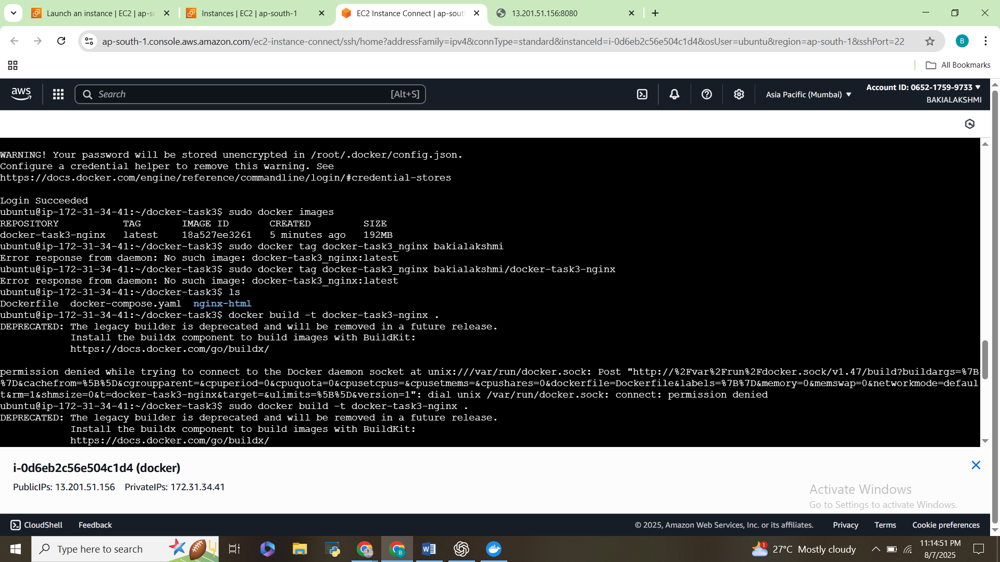 Launch an instance | EC2 | ap-sc
Instances | EC2 | ap-south-1
EC2 Instance Connect | ap-sout
13.201.51.156:8080
ap-south-1.console.aws.amazon.com/ec2-instance-connect/ssh/home?addressFamily=ipv4&connType=standard&instanceId=i-0d6eb2c56e504c1d4&osUser=ubuntu&region=ap-south-1&sshPort=22
B
All Bookmarks
aws
Search
[Alt+S]
Asia Pacific (Mumbai)
Account ID: 0652-1759-9733
BAKIALAKSHMI
WARNING! Your password will be stored unencrypted in /root/.docker/config.json.
Configure a credential helper to remove this warning. See
https://docs.docker.com/engine/reference/commandline/login/#credential-stores
Login Succeeded
ubuntu@ip-172-31-34-41:~/docker-task3$ sudo docker images
REPOSITORY TAG IMAGE ID CREATED SIZE
docker-task3-nginx latest 18a527ee3261 5 minutes ago 192MB
ubuntu@ip-172-31-34-41:~/docker-task3$ sudo docker tag docker-task3_nginx bakialakshmi
Error response from daemon: No such image: docker-task3_nginx:latest
ubuntu@ip-172-31-34-41:~/docker-task3$ sudo docker tag docker-task3_nginx bakialakshmi/docker-task3-nginx
Error response from daemon: No such image: docker-task3_nginx:latest
ubuntu@ip-172-31-34-41:~/docker-task3$ ls
Dockerfile docker-compose.yaml nginx-html
ubuntu@ip-172-31-34-41:~/docker-task3$ docker build -t docker-task3-nginx .
DEPRECATED: The legacy builder is deprecated and will be removed in a future release.
Install the buildx component to build images with BuildKit:
https://docs.docker.com/go/buildx/
permission denied while trying to connect to the Docker daemon socket at unix:///var/run/docker.sock: Post "http://%2Fvar%2Frun%2Fdocker.sock/v1.47/build?buildargs=%7B
%7D&cachefrom=%5B%5D&cgroupparent=&cpuperiod=0&cpuquota=0&cpusetcpus=&cpusetmems=&cpushares=0&dockerfile=Dockerfile&labels=%7B%7D&memory=0&memswap=0&networkmode=defaul
t&rm=1&shmsize=0&t=docker-task3-nginx&target=&ulimits=%5B%5D&version=1": dial unix /var/run/docker.sock: connect: permission denied
ubuntu@ip-172-31-34-41:~/docker-task3$ sudo docker build -t docker-task3-nginx .
DEPRECATED: The legacy builder is deprecated and will be removed in a future release.
Install the buildx component to build images with BuildKit:
https://docs.docker.com/go/buildx/
i-0d6eb2c56e504c1d4 (docker)
PublicIPs: 13.201.51.156 PrivateIPs: 172.31.34.41
Activate Windows
Go to Settings to activate Windows.
CloudShell
Feedback
© 2025, Amazon Web Services, Inc. or its affiliates.
Privacy
Terms
Cookie preferences
Type here to search
1
27°C Mostly cloudy
11:14:51 PM
8/7/2025